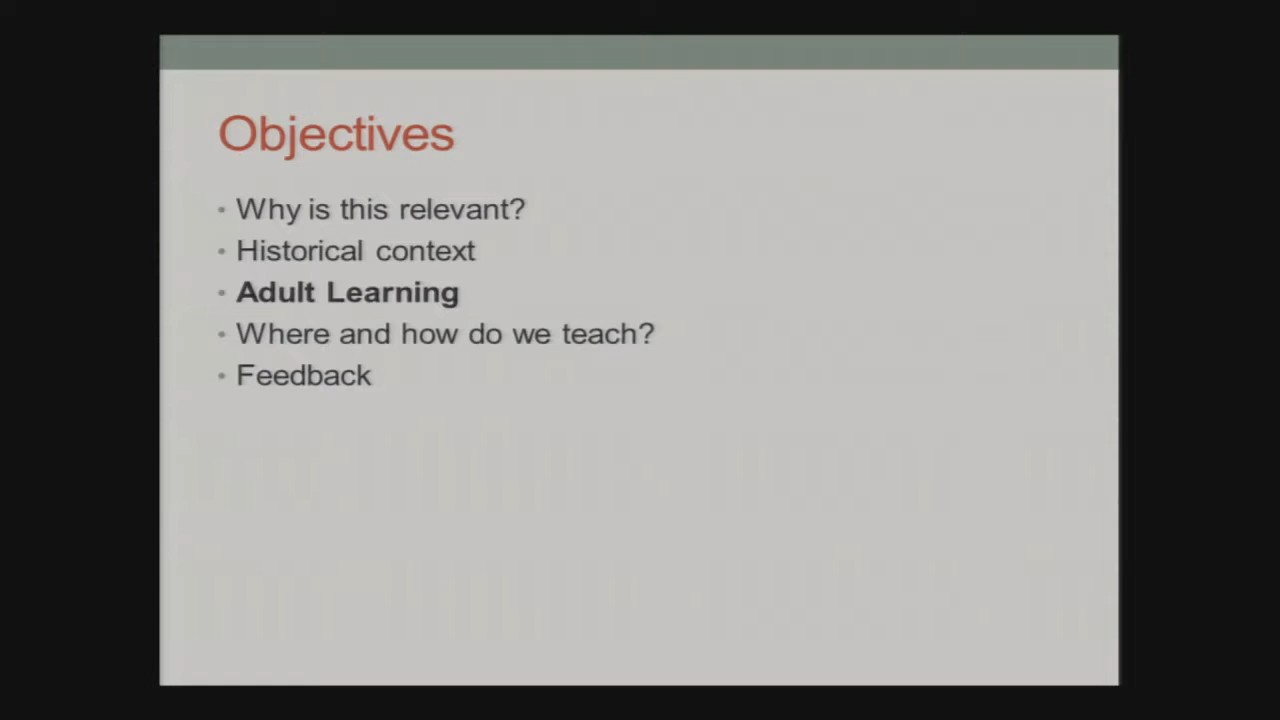 Objectives
• Why is this relevant?
• Historical context
• Adult Learning
• Where and how do we teach?
• Feedback